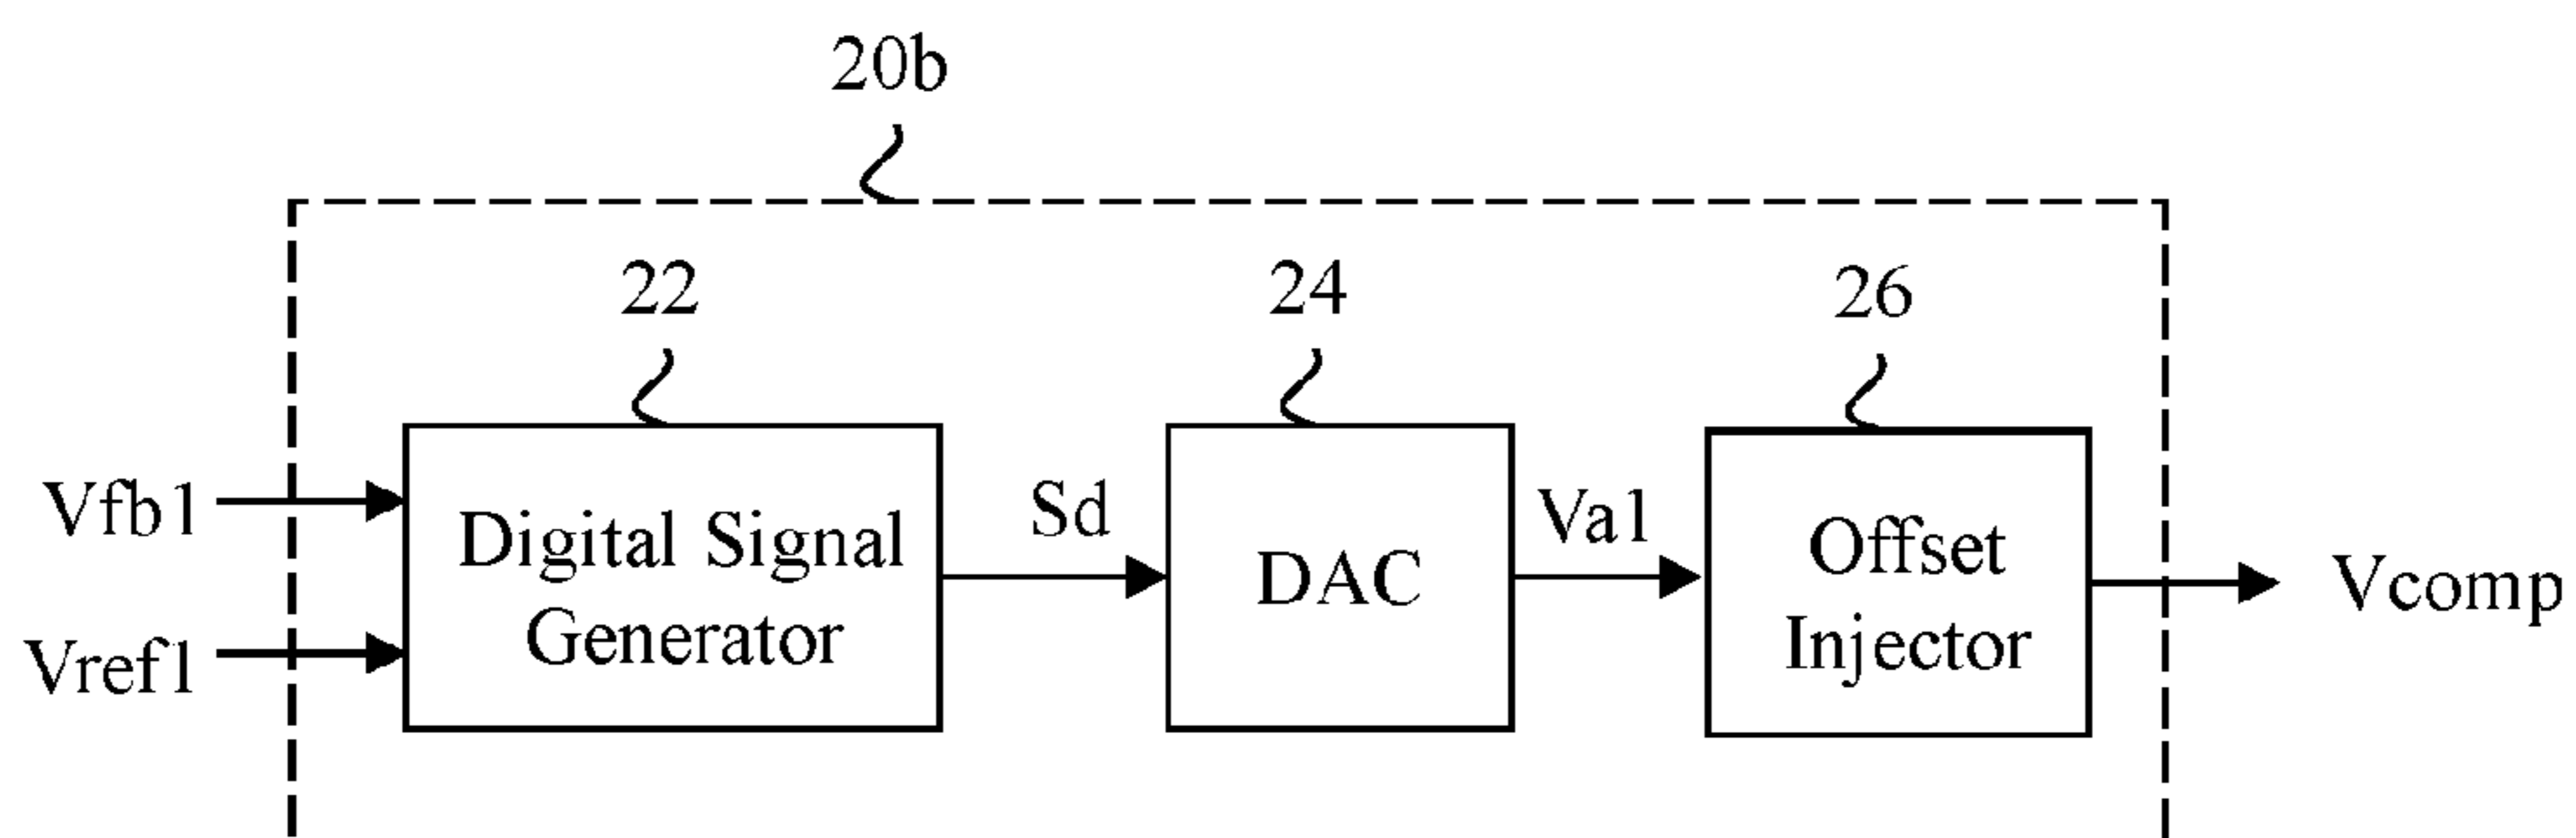 20b
22
24
26
Vfb1
Vref1
Digital Signal
Generator
Sd
DAC
Va1
Offset
Injector
Vcomp